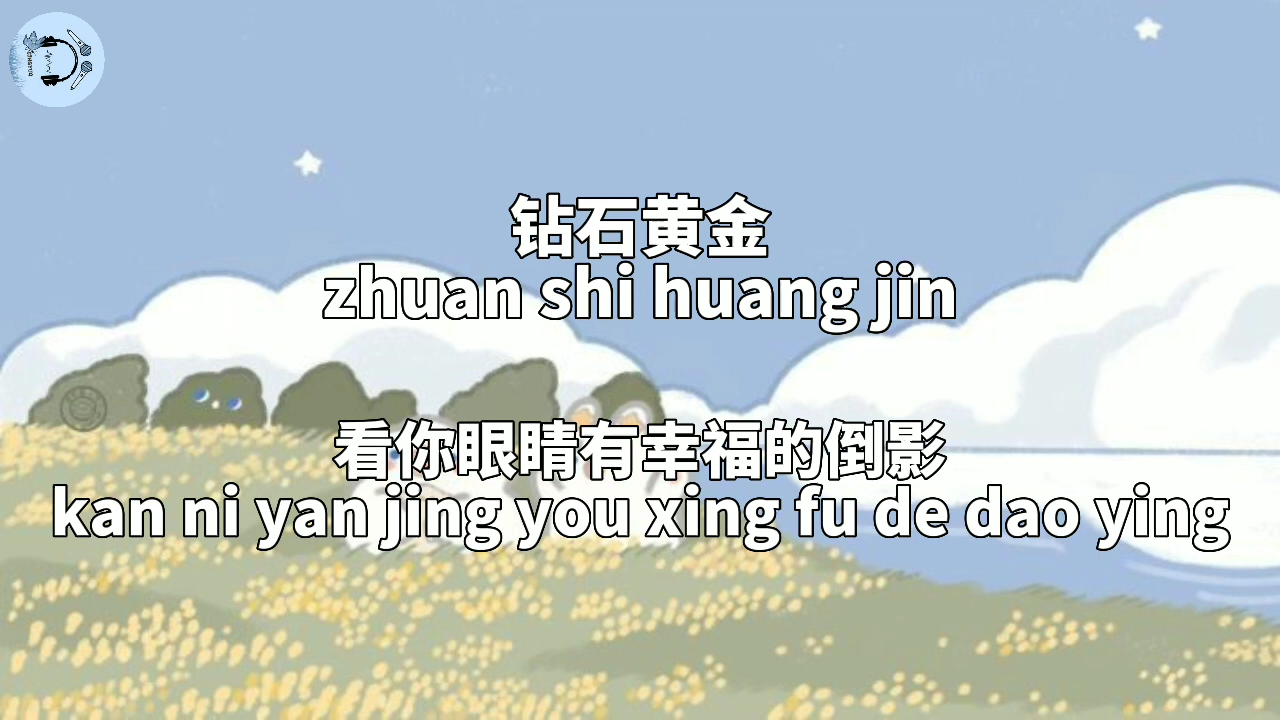 钻石黄金
zhuan shi huang jin
看你眼睛有幸福的倒影
kan ni yan jing you xing fu de dao ying